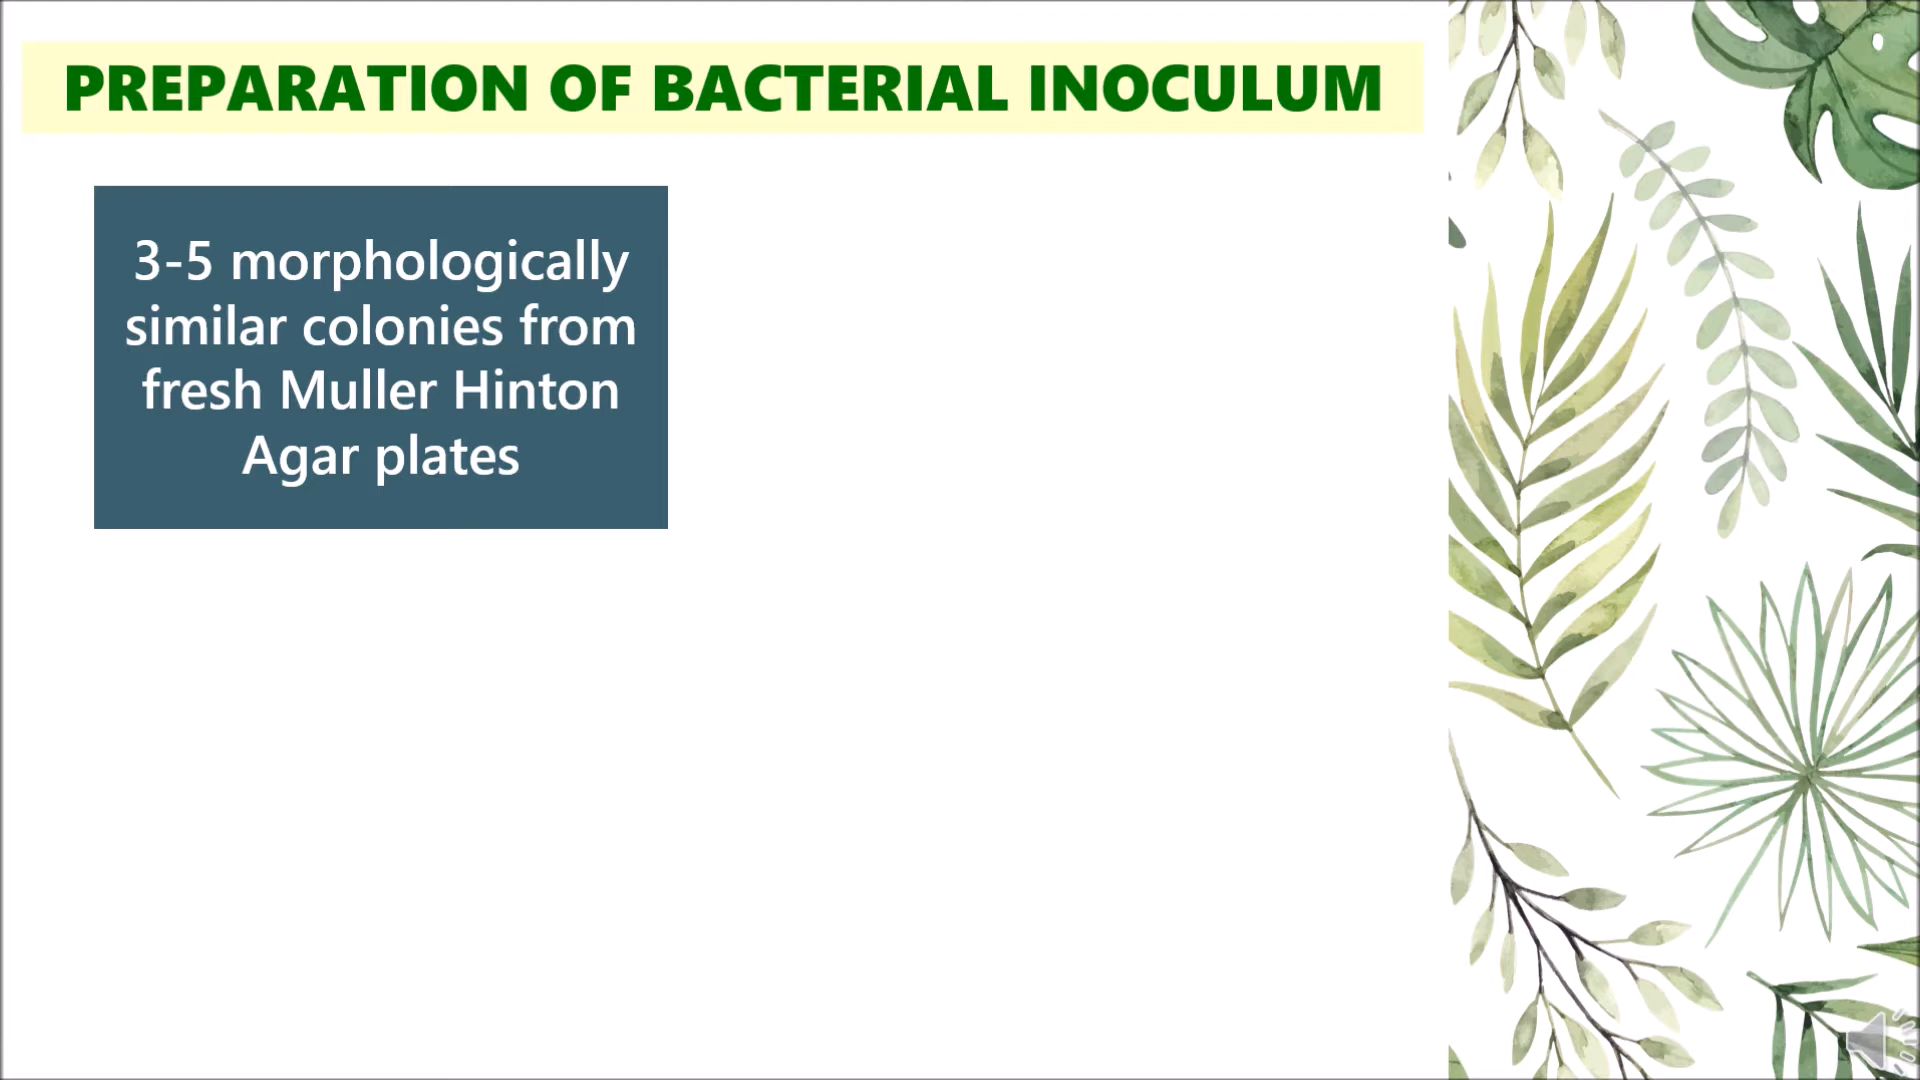 PREPARATION OF BACTERIAL INOCULUM
3-5 morphologically
similar colonies from
fresh Muller Hinton
Agar plates